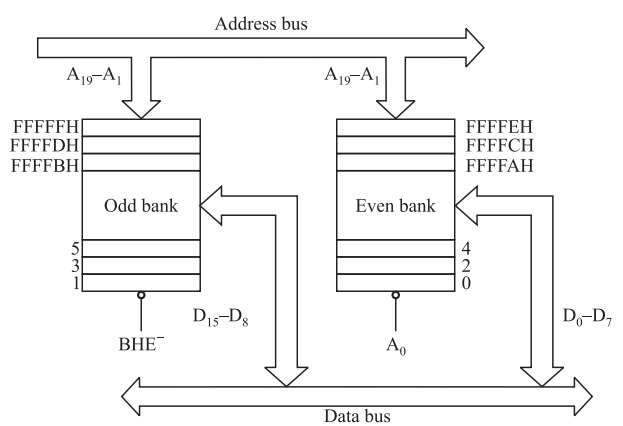 Address bus
A19–A1
A19–A1
FFFFFH
FFFFDH
FFFFBH
FFFFEH
FFFFCH
FFFFAH
Odd bank
Even bank
5
3
1
4
2
0
D15–D8
D0–D7
BHE‾
A0
Data bus